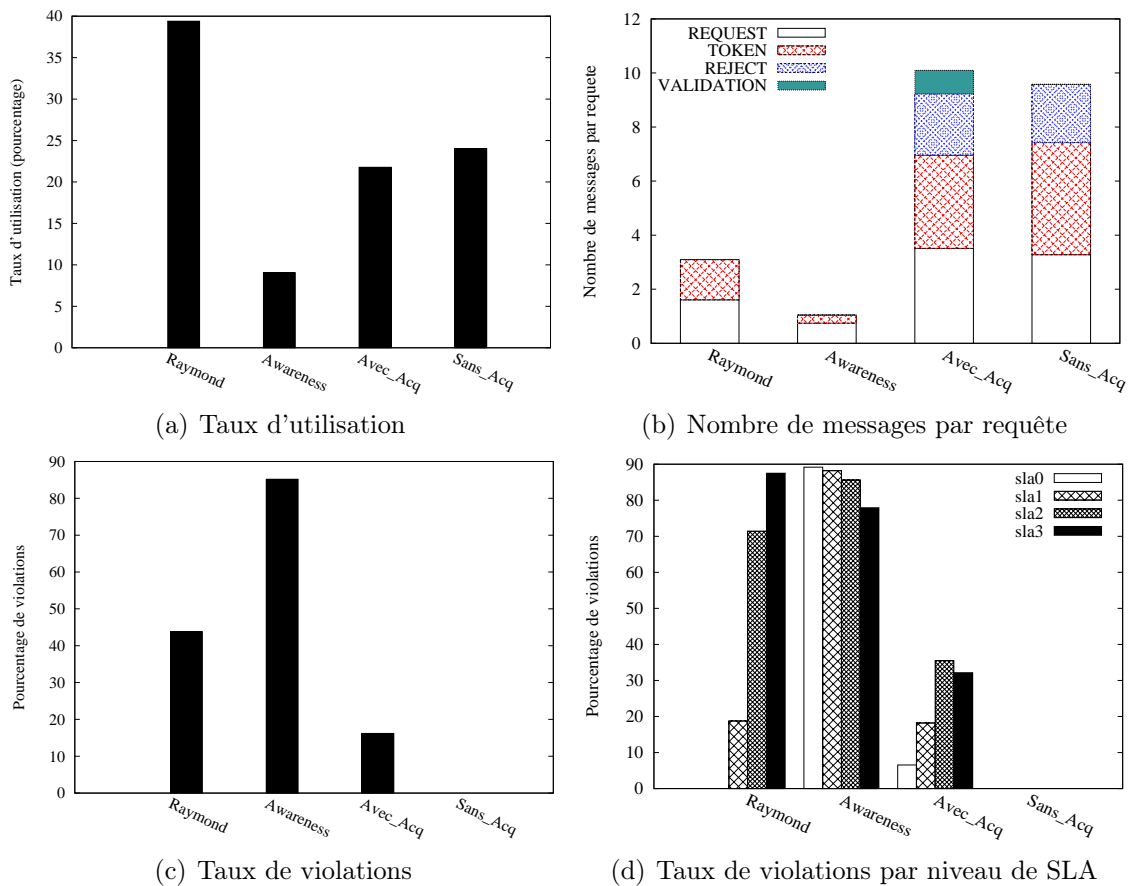 40
35
30
25
20
15
10
5
0
Taux d'utilisation (pourcentage)
Raymond
Awareness
Avec_Acq
Sans_Acq
(a) Taux d'utilisation
12
10
8
6
4
2
0
Nombre de messages par requete
REQUEST
TOKEN
REJECT
VALIDATION
Raymond
Awareness
Avec_Acq
Sans_Acq
(b) Nombre de messages par requête
90
80
70
60
50
40
30
20
10
0
Pourcentage de violations
Raymond
Awareness
Avec_Acq
Sans_Acq
(c) Taux de violations
90
80
70
60
50
40
30
20
10
0
Pourcentage de violations
sla0
sla1
sla2
sla3
Raymond
Awareness
Avec_Acq
Sans_Acq
(d) Taux de violations par niveau de SLA